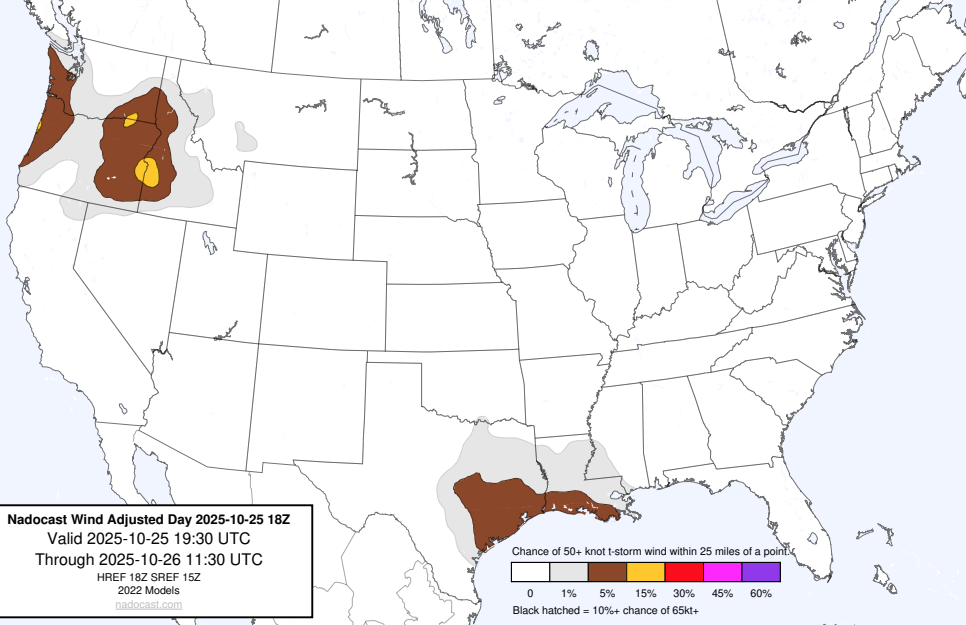 Nadocast Wind Adjusted Day 2025-10-25 18Z
Valid 2025-10-25 19:30 UTC
Through 2025-10-26 11:30 UTC
HREF 18Z SREF 15Z
2022 Models
nadocast.com
Chance of 50+ knot t-storm wind within 25 miles of a point.
0 1% 5% 15% 30% 45% 60%
Black hatched = 10%+ chance of 65kt+